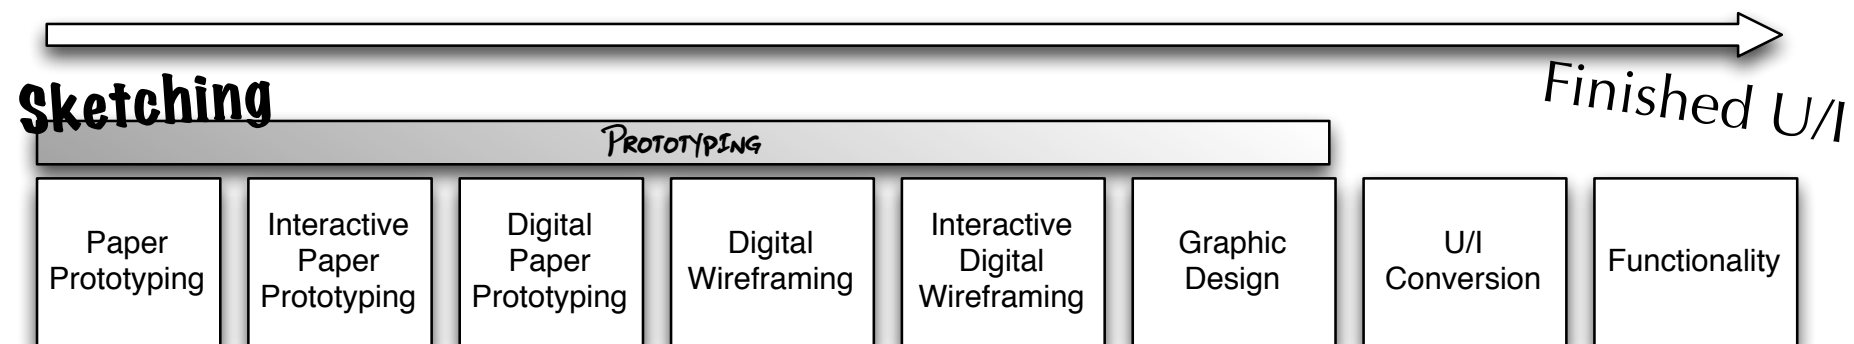 Sketching
Finished U/I
Prototyping
Paper
Prototyping
Interactive
Paper
Prototyping
Digital
Paper
Prototyping
Digital
Wireframing
Interactive
Digital
Wireframing
Graphic
Design
U/I
Conversion
Functionality